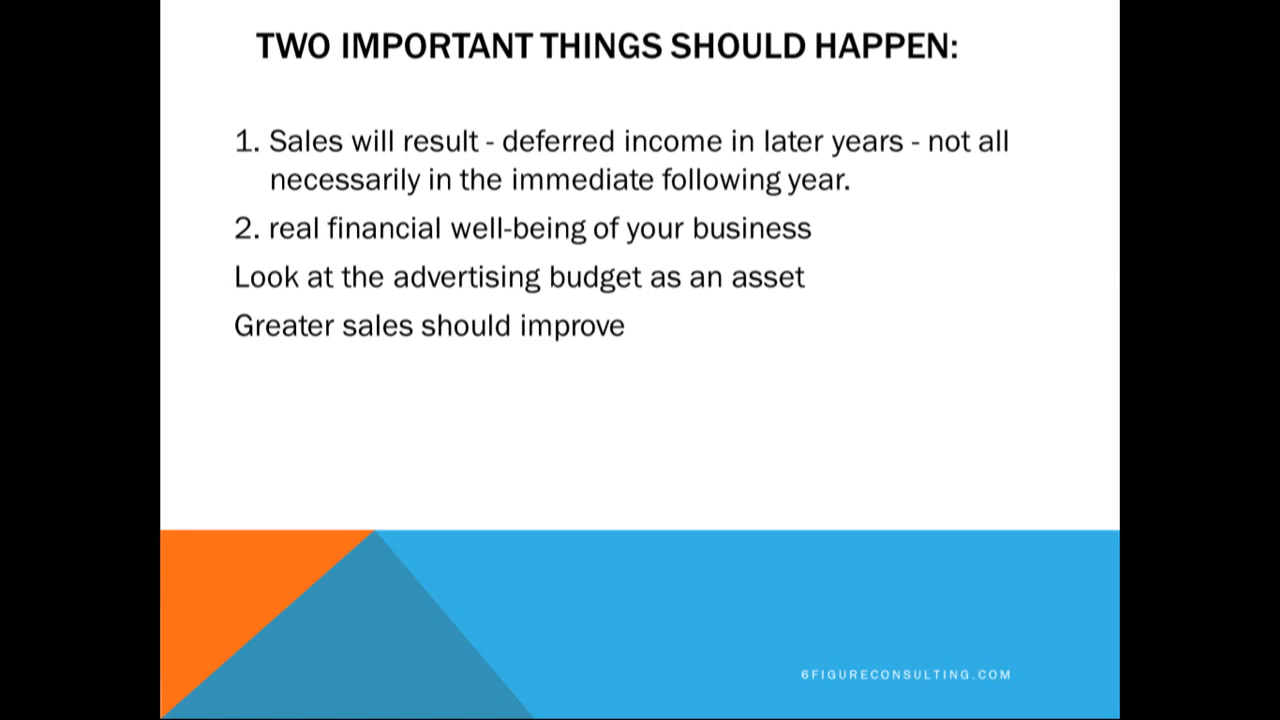 TWO IMPORTANT THINGS SHOULD HAPPEN:
1. Sales will result - deferred income in later years - not all
necessarily in the immediate following year.
2. real financial well-being of your business
Look at the advertising budget as an asset
Greater sales should improve
6FIGURECONSULTING.COM